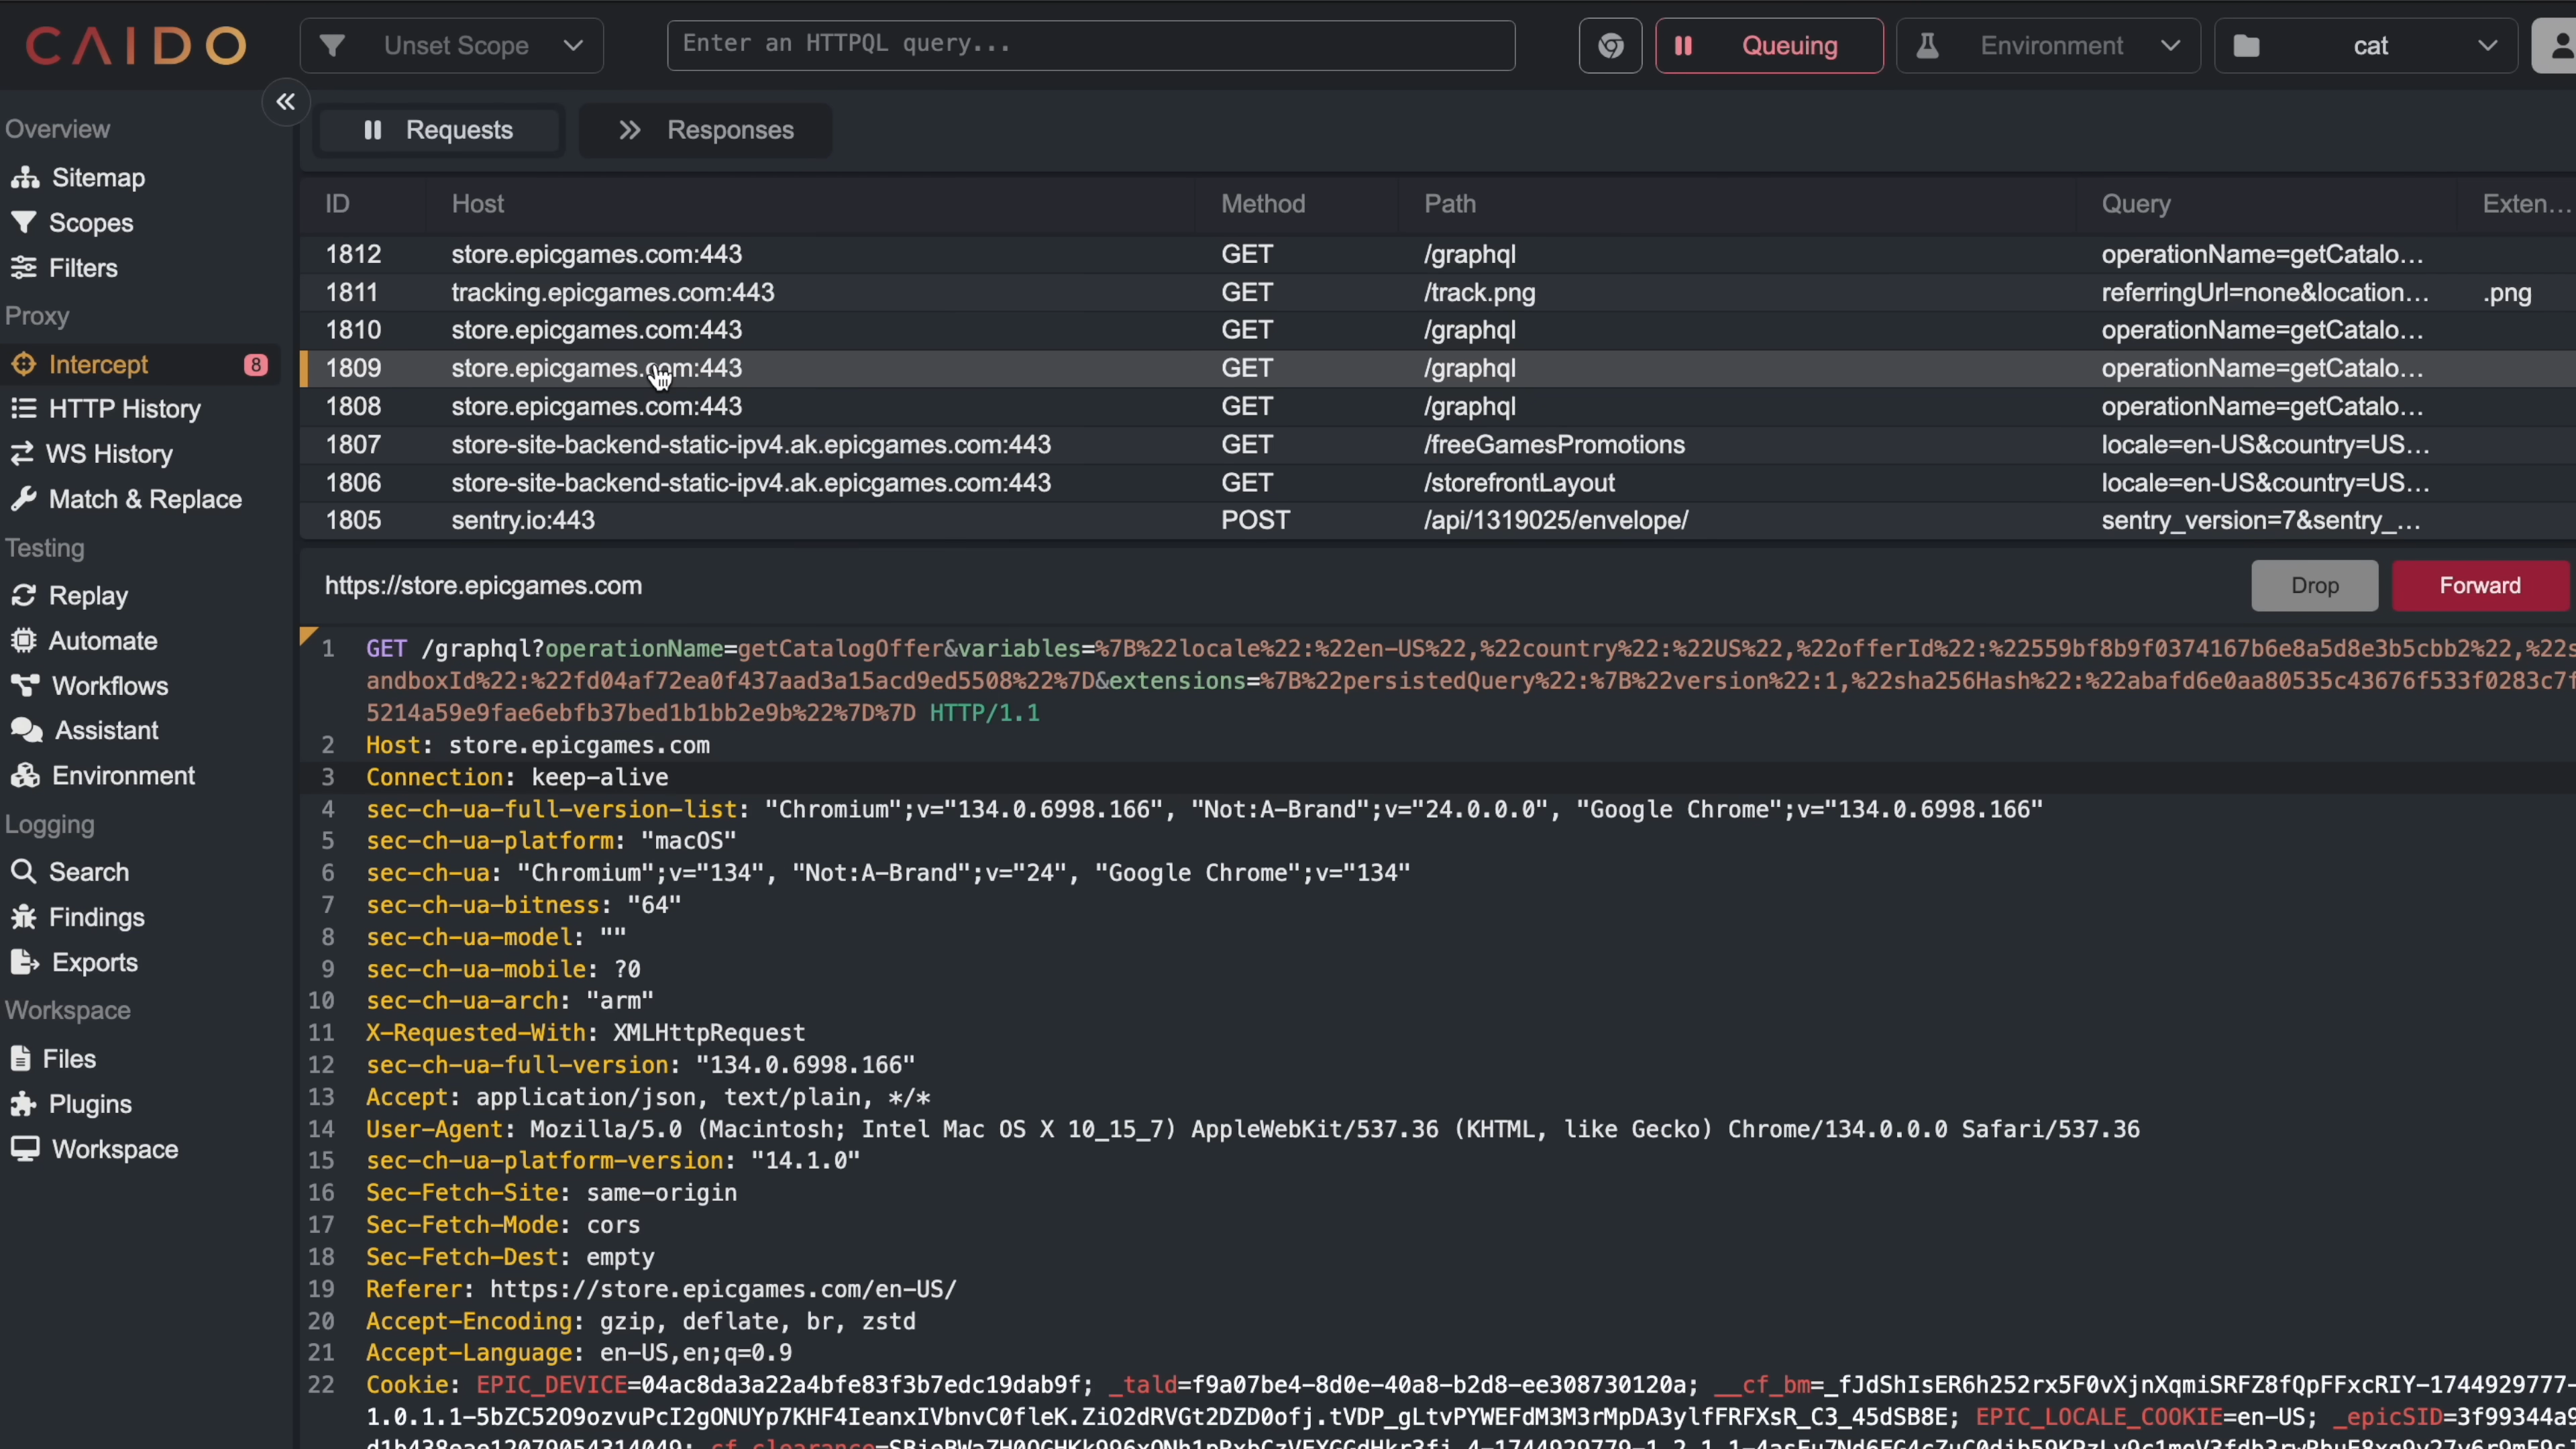 CAIDO
Unset Scope
Enter an HTTPQL query...
Queuing
Environment
cat
Overview
Sitemap
Scopes
Filters
Proxy
Intercept 8
HTTP History
WS History
Match & Replace
Testing
Replay
Automate
Workflows
Assistant
Environment
Logging
Search
Findings
Exports
Workspace
Files
Plugins
Workspace
Requests Responses
ID Host Method Path Query Exten...
1812 store.epicgames.com:443 GET /graphql operationName=getCatalo...
1811 tracking.epicgames.com:443 GET /track.png referringUrl=none&location... .png
1810 store.epicgames.com:443 GET /graphql operationName=getCatalo...
1809 store.epicgames.com:443 GET /graphql operationName=getCatalo...
1808 store.epicgames.com:443 GET /graphql operationName=getCatalo...
1807 store-site-backend-static-ipv4.ak.epicgames.com:443 GET /freeGamesPromotions locale=en-US&country=US...
1806 store-site-backend-static-ipv4.ak.epicgames.com:443 GET /storefrontLayout locale=en-US&country=US...
1805 sentry.io:443 POST /api/1319025/envelope/ sentry_version=7&sentry_...
https://store.epicgames.com
Drop Forward
1 GET /graphql?operationName=getCatalogOffer&variables=%7B%22locale%22:%22en-US%22,%22country%22:%22US%22,%22offerId%22:%22559bf8b9f0374167b6e8a5d8e3b5cbb2%22,%22s
andboxId%22:%22fd04af72ea0f437aad3a15acd9ed5508%22%7D&extensions=%7B%22persistedQuery%22:%7B%22version%22:1,%22sha256Hash%22:%22abafd6e0aa80535c43676f533f0283c7f
5214a59e9fae6ebfb37bed1b1bb2e9b%22%7D%7D HTTP/1.1
2 Host: store.epicgames.com
3 Connection: keep-alive
4 sec-ch-ua-full-version-list: "Chromium";v="134.0.6998.166", "Not:A-Brand";v="24.0.0.0", "Google Chrome";v="134.0.6998.166"
5 sec-ch-ua-platform: "macOS"
6 sec-ch-ua: "Chromium";v="134", "Not:A-Brand";v="24", "Google Chrome";v="134"
7 sec-ch-ua-bitness: "64"
8 sec-ch-ua-model: ""
9 sec-ch-ua-mobile: ?0
10 sec-ch-ua-arch: "arm"
11 X-Requested-With: XMLHttpRequest
12 sec-ch-ua-full-version: "134.0.6998.166"
13 Accept: application/json, text/plain, */*
14 User-Agent: Mozilla/5.0 (Macintosh; Intel Mac OS X 10_15_7) AppleWebKit/537.36 (KHTML, like Gecko) Chrome/134.0.0.0 Safari/537.36
15 sec-ch-ua-platform-version: "14.1.0"
16 Sec-Fetch-Site: same-origin
17 Sec-Fetch-Mode: cors
18 Sec-Fetch-Dest: empty
19 Referer: https://store.epicgames.com/en-US/
20 Accept-Encoding: gzip, deflate, br, zstd
21 Accept-Language: en-US,en;q=0.9
22 Cookie: EPIC_DEVICE=04ac8da3a22a4bfe83f3b7edc19dab9f; _tald=f9a07be4-8d0e-40a8-b2d8-ee308730120a; __cf_bm=_fJdShIsER6h252rx5F0vXjnXqmiSRFZ8fQpFFxcRIY-1744929777-
1.0.1.1-5bZC52O9ozvuPcI2gONUYp7KHF4IeanxIVbnvC0fleK.ZiO2dRVGt2DZD0ofj.tVDP_gLtvPYWEFdM3M3rMpDA3ylfFRFXsR_C3_45dSB8E; EPIC_LOCALE_COOKIE=en-US; _epicSID=3f99344a9